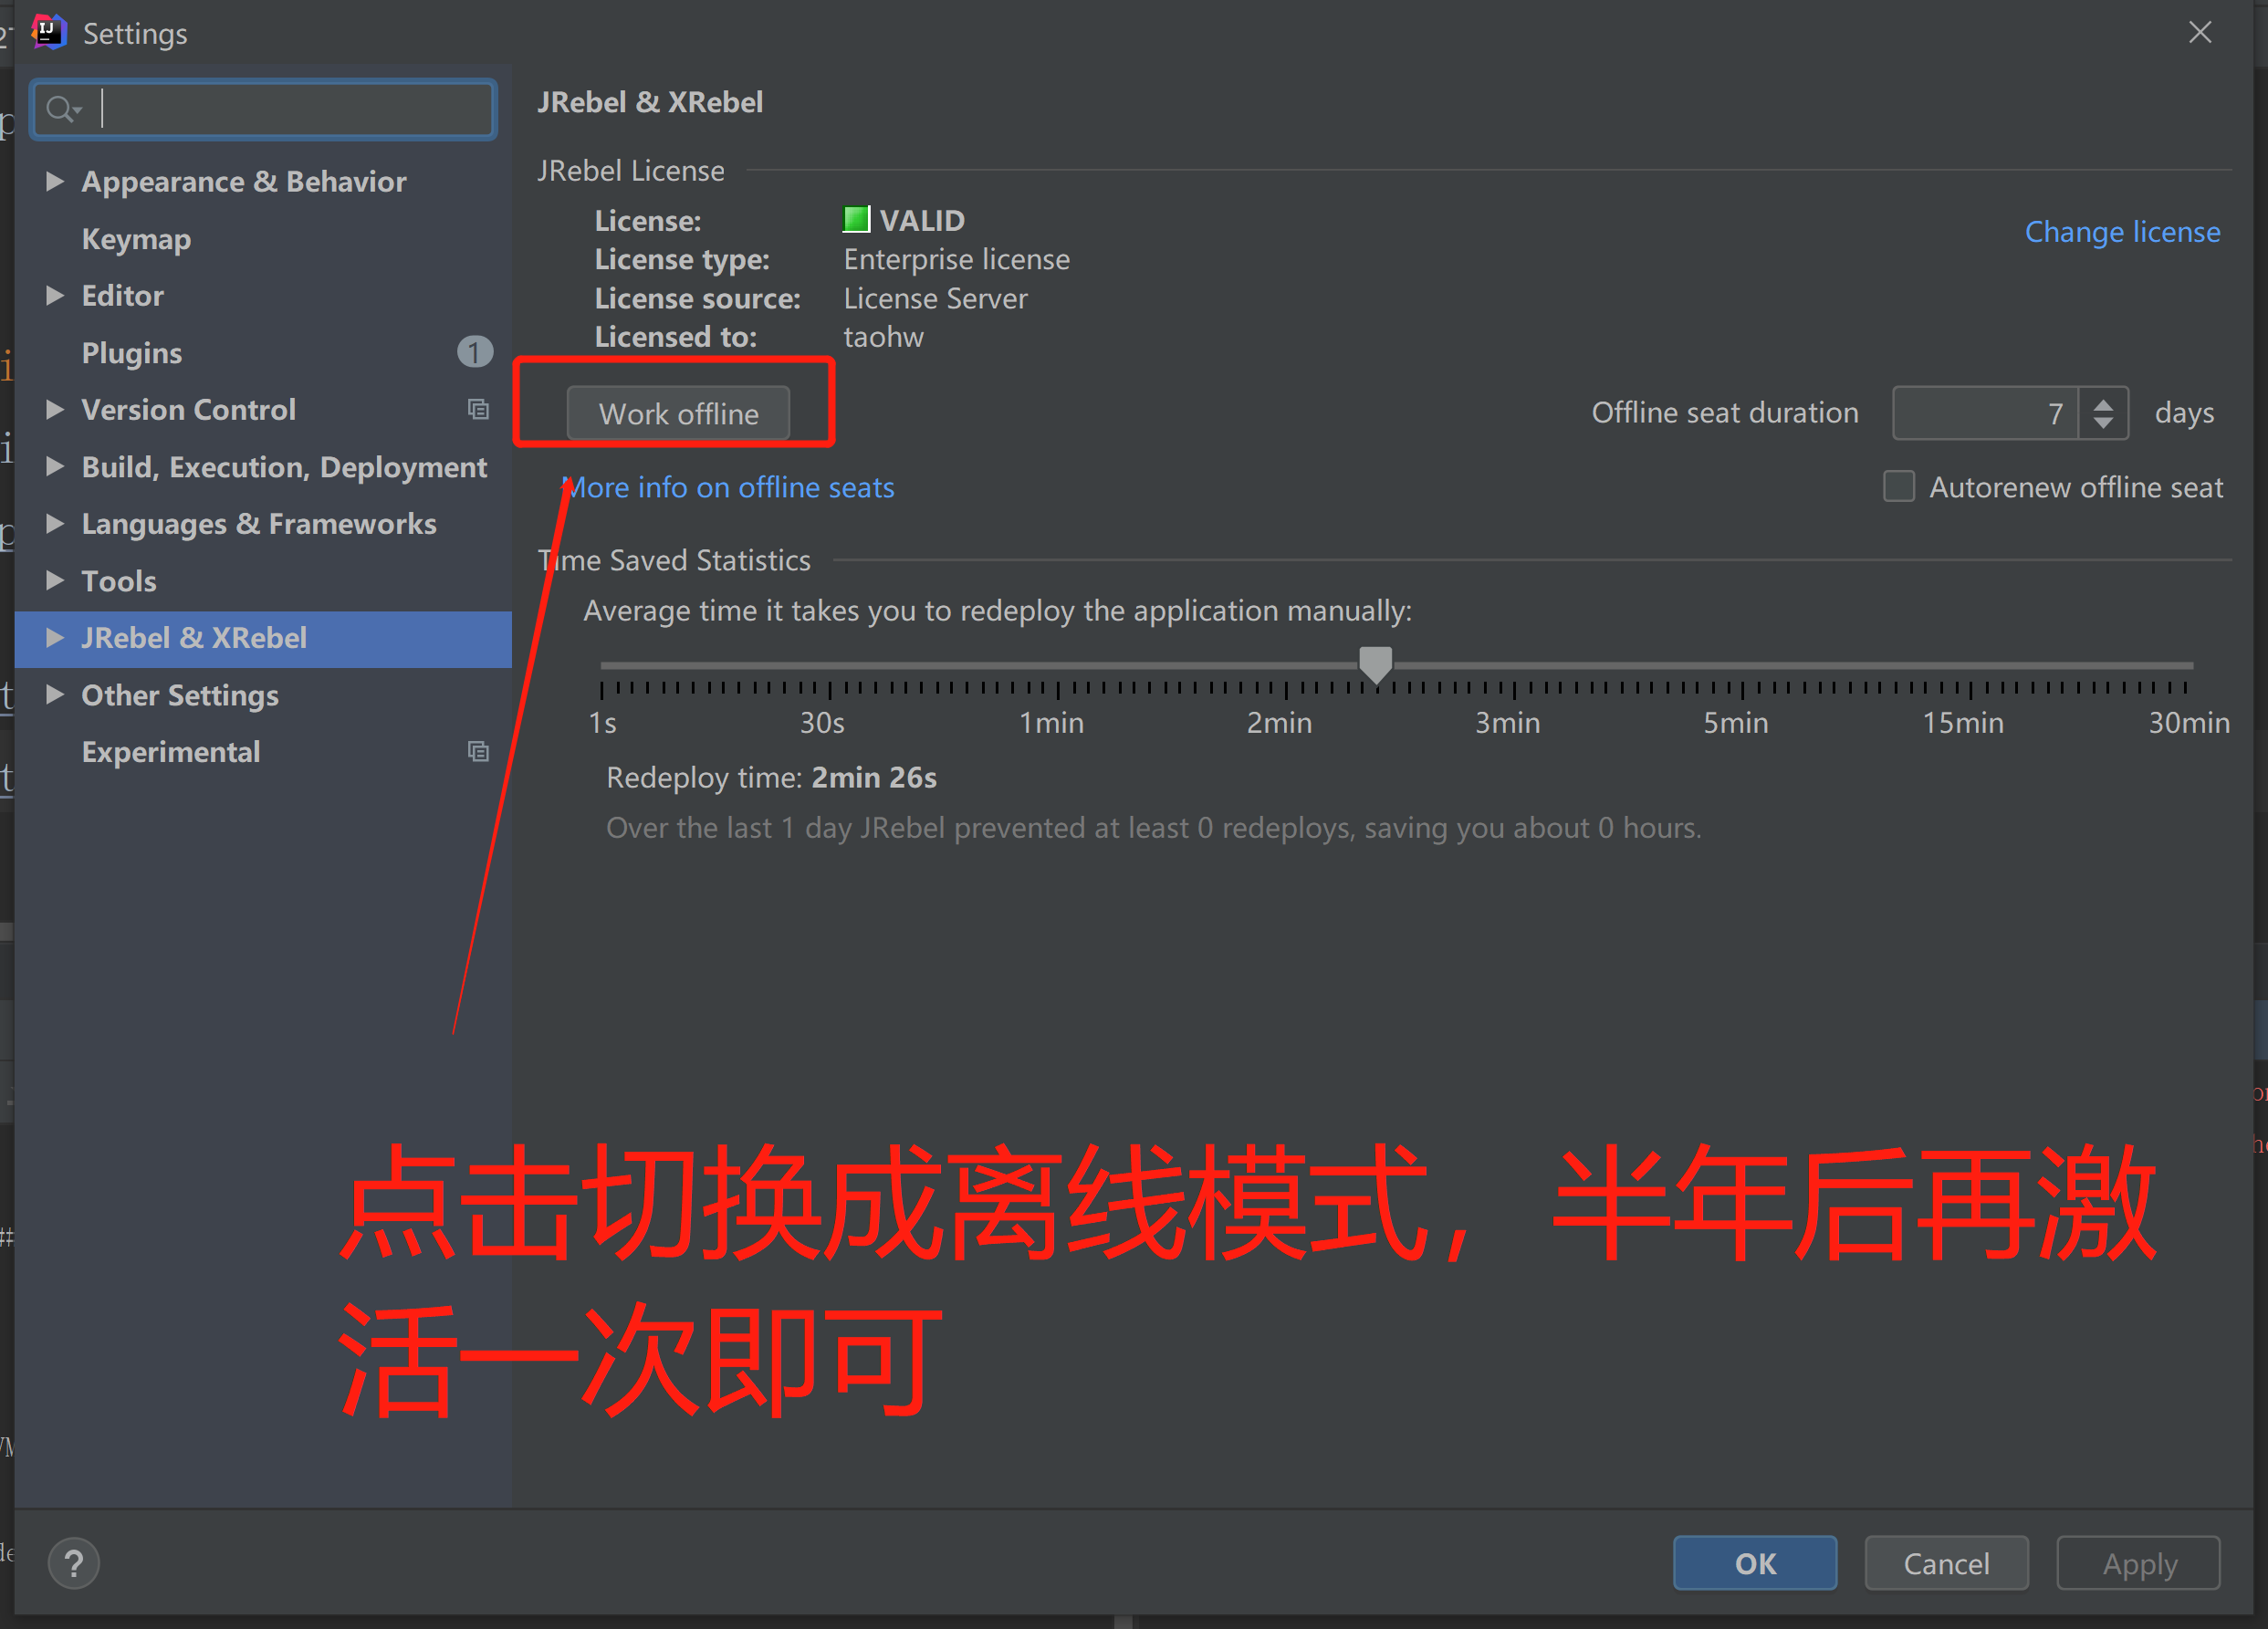 Settings
JRebel & XRebel
Appearance & Behavior
Keymap
Editor
Plugins 1
Version Control
Build, Execution, Deployment
Languages & Frameworks
Tools
JRebel & XRebel
Other Settings
Experimental
JRebel License
License: VALID
Change license
License type: Enterprise license
License source: License Server
Licensed to: taohw
Work offline
Offline seat duration 7 days
More info on offline seats
Autorenew offline seat
Time Saved Statistics
Average time it takes you to redeploy the application manually:
1s 30s 1min 2min 3min 5min 15min 30min
Redeploy time: 2min 26s
Over the last 1 day JRebel prevented at least 0 redeploys, saving you about 0 hours.
点击切换成离线模式，半年后再激
活一次即可
? OK Cancel Apply